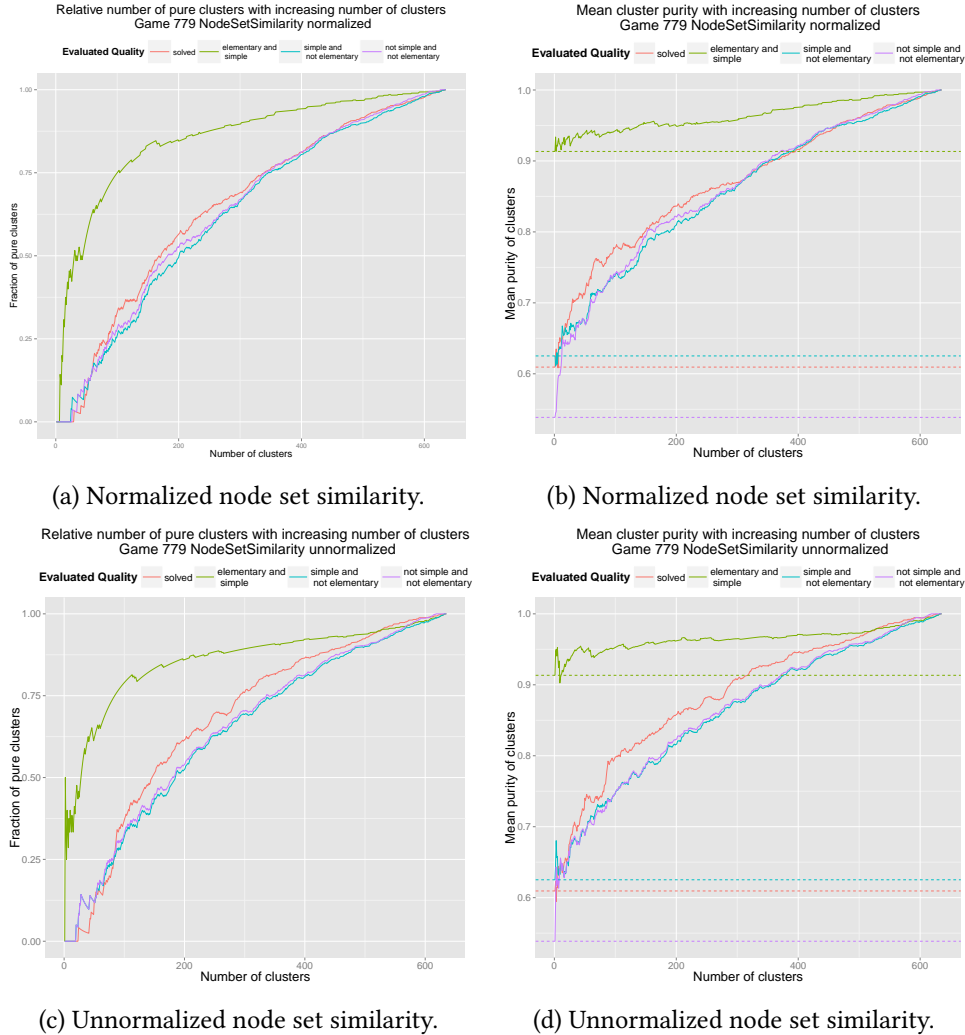 Relative number of pure clusters with increasing number of clusters
Game 779 NodeSetSimilarity normalized
Evaluated Quality solved elementary and simple simple and not elementary not simple and not elementary
Fraction of pure clusters
1.00
0.75
0.50
0.25
0.00
0 200 400 600
Number of clusters
(a) Normalized node set similarity.
Mean cluster purity with increasing number of clusters
Game 779 NodeSetSimilarity normalized
Evaluated Quality solved elementary and simple simple and not elementary not simple and not elementary
Mean purity of clusters
1.0
0.9
0.8
0.7
0.6
0 200 400 600
Number of clusters
(b) Normalized node set similarity.
Relative number of pure clusters with increasing number of clusters
Game 779 NodeSetSimilarity unnormalized
Evaluated Quality solved elementary and simple simple and not elementary not simple and not elementary
Fraction of pure clusters
1.00
0.75
0.50
0.25
0.00
0 200 400 600
Number of clusters
(c) Unnormalized node set similarity.
Mean cluster purity with increasing number of clusters
Game 779 NodeSetSimilarity unnormalized
Evaluated Quality solved elementary and simple simple and not elementary not simple and not elementary
Mean purity of clusters
1.0
0.9
0.8
0.7
0.6
0 200 400 600
Number of clusters
(d) Unnormalized node set similarity.